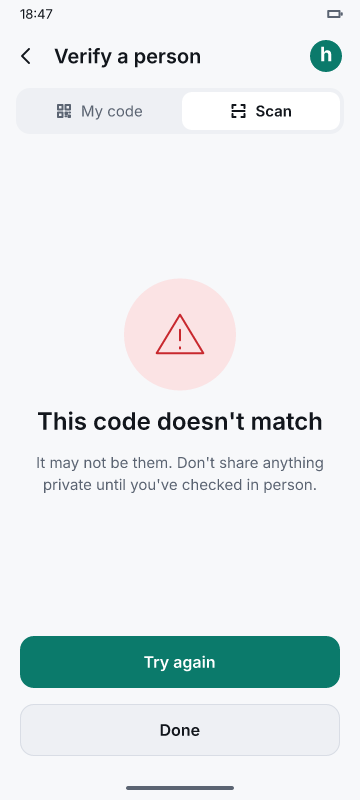 18:47
Verify a person
h
My code
Scan
This code doesn't match
It may not be them. Don't share anything
private until you've checked in person.
Try again
Done